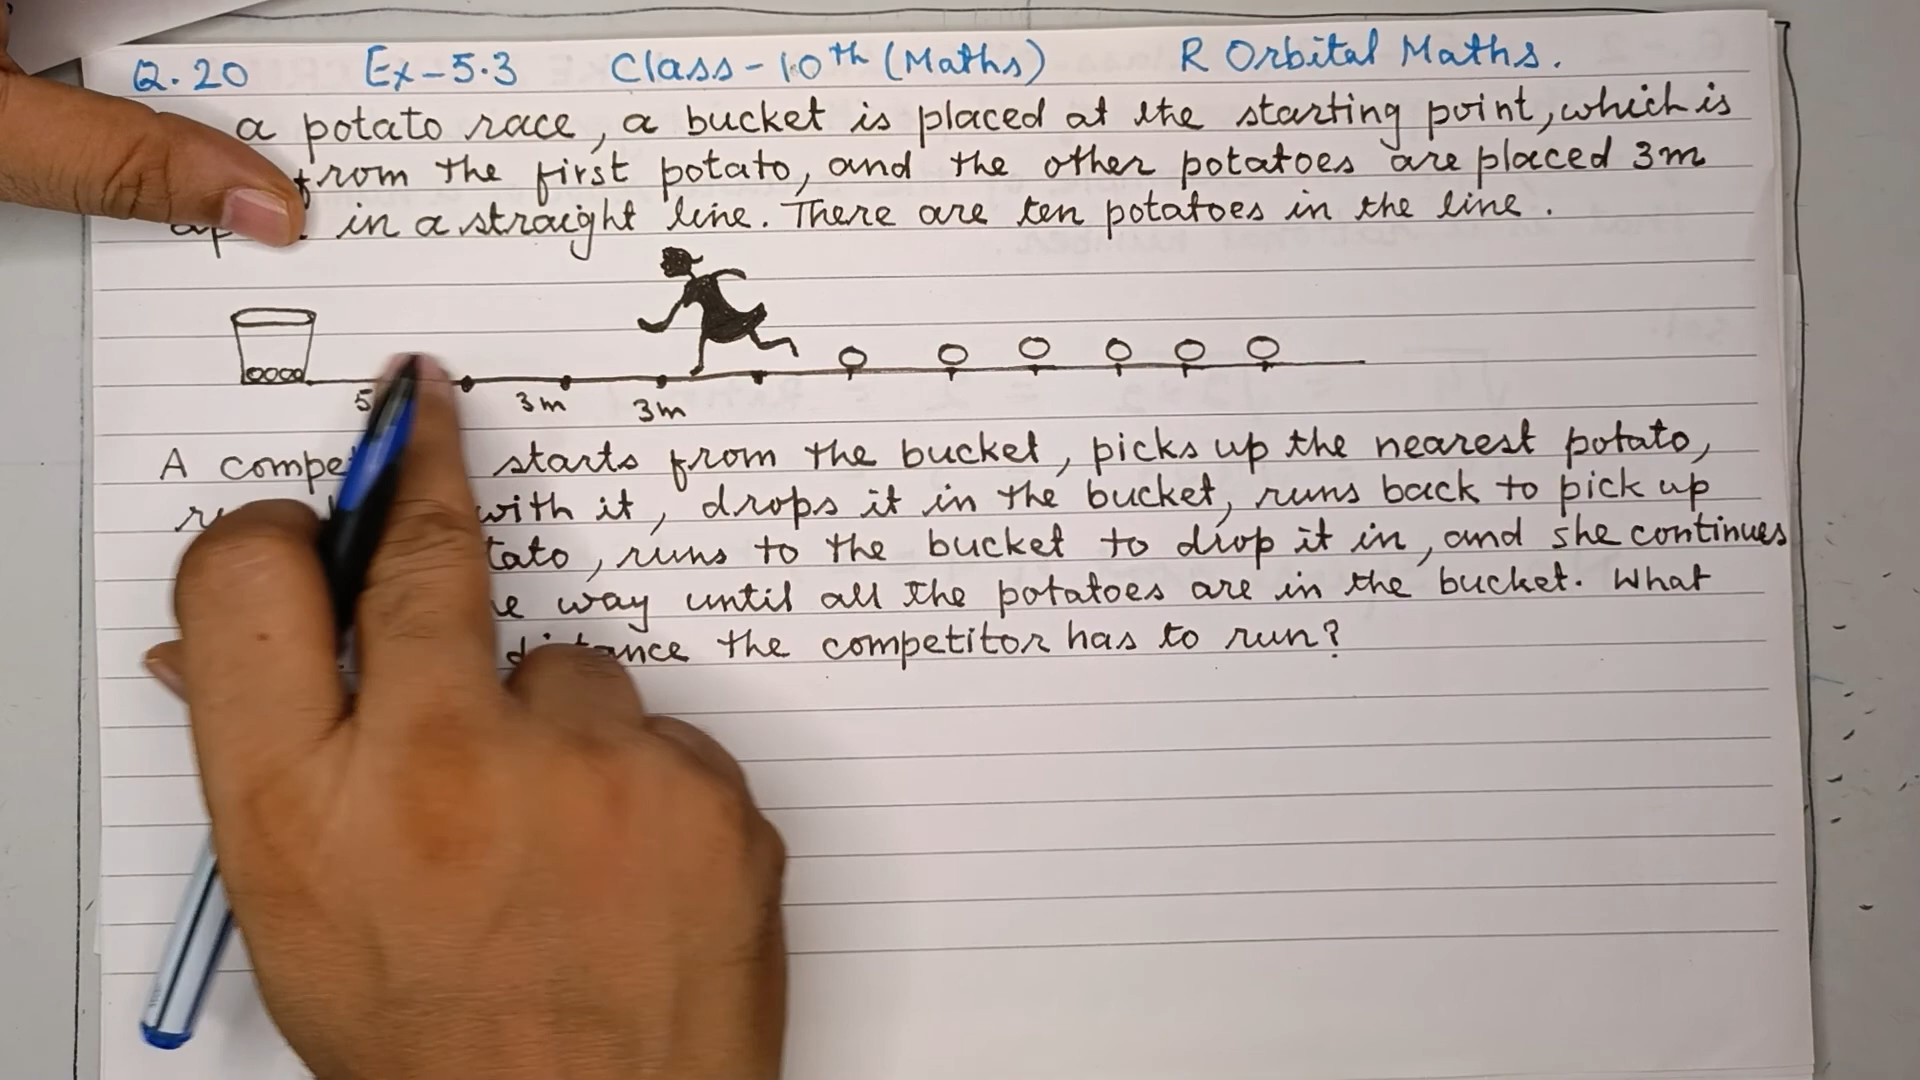 Q.20 Ex-5.3 Class-10th (Maths) R Orbital Maths.
a potato race, a bucket is placed at the starting point, which is
from the first potato, and the other potatoes are placed 3m
in a straight line. There are ten potatoes in the line.
5 3m 3m
A compe starts from the bucket, picks up the nearest potato,
with it, drops it in the bucket, runs back to pick up
tato, runs to the bucket to drop it in, and she continues
way until all the potatoes are in the bucket. What
distance the competitor has to run?